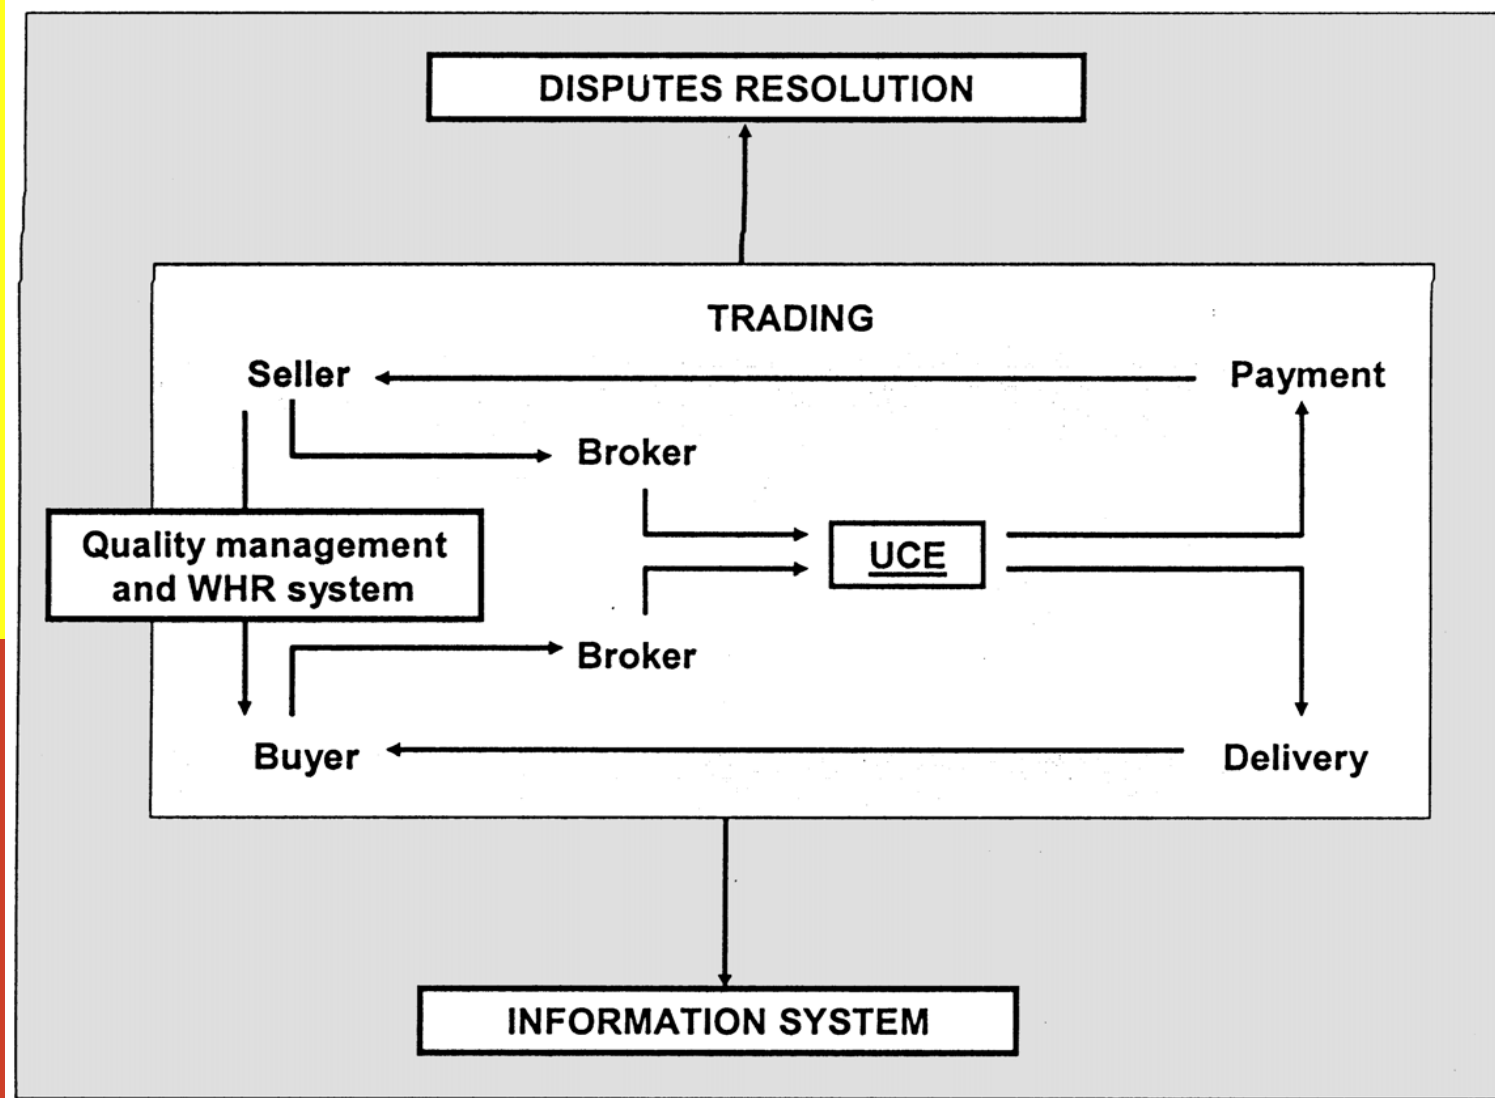 DISPUTES RESOLUTION
TRADING
Seller
Payment
Broker
Quality management
and WHR system
UCE
Broker
Buyer
Delivery
INFORMATION SYSTEM